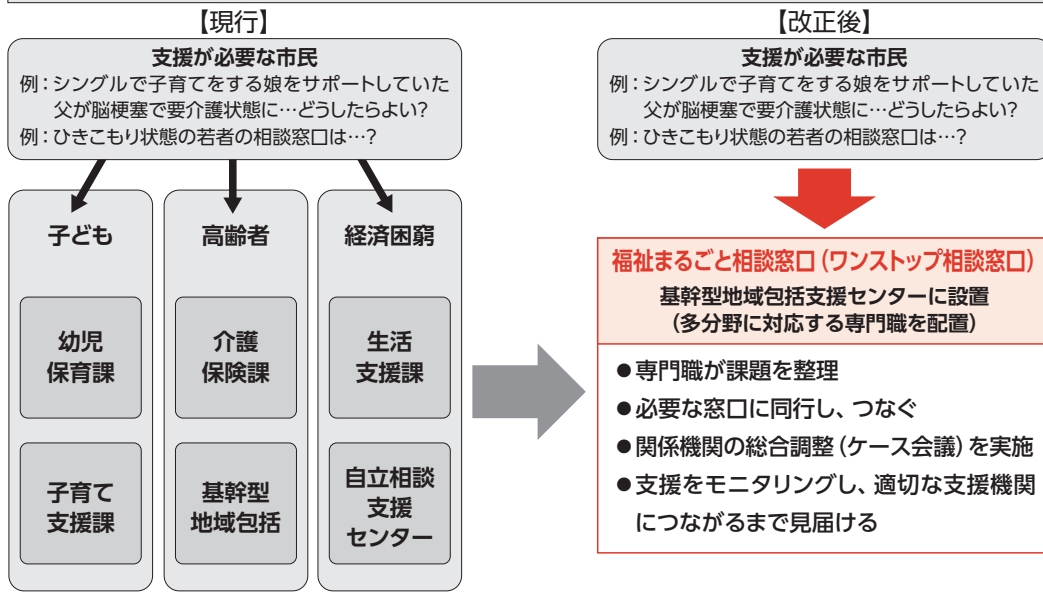 【現行】
支援が必要な市民
例：シングルで子育てをする娘をサポートしていた
父が脳梗塞で要介護状態に…どうしたらよい?
例：ひきこもり状態の若者の相談窓口は…?
子ども
幼児
保育課
子育て
支援課
高齢者
介護
保険課
基幹型
地域包括
経済困窮
生活
支援課
自立相談
支援
センター
【改正後】
支援が必要な市民
例：シングルで子育てをする娘をサポートしていた
父が脳梗塞で要介護状態に…どうしたらよい?
例：ひきこもり状態の若者の相談窓口は…?
福祉まるごと相談窓口（ワンストップ相談窓口）
基幹型地域包括支援センターに設置
（多分野に対応する専門職を配置）
●専門職が課題を整理
●必要な窓口に同行し、つなぐ
●関係機関の総合調整（ケース会議）を実施
●支援をモニタリングし、適切な支援機関
につながるまで見届ける